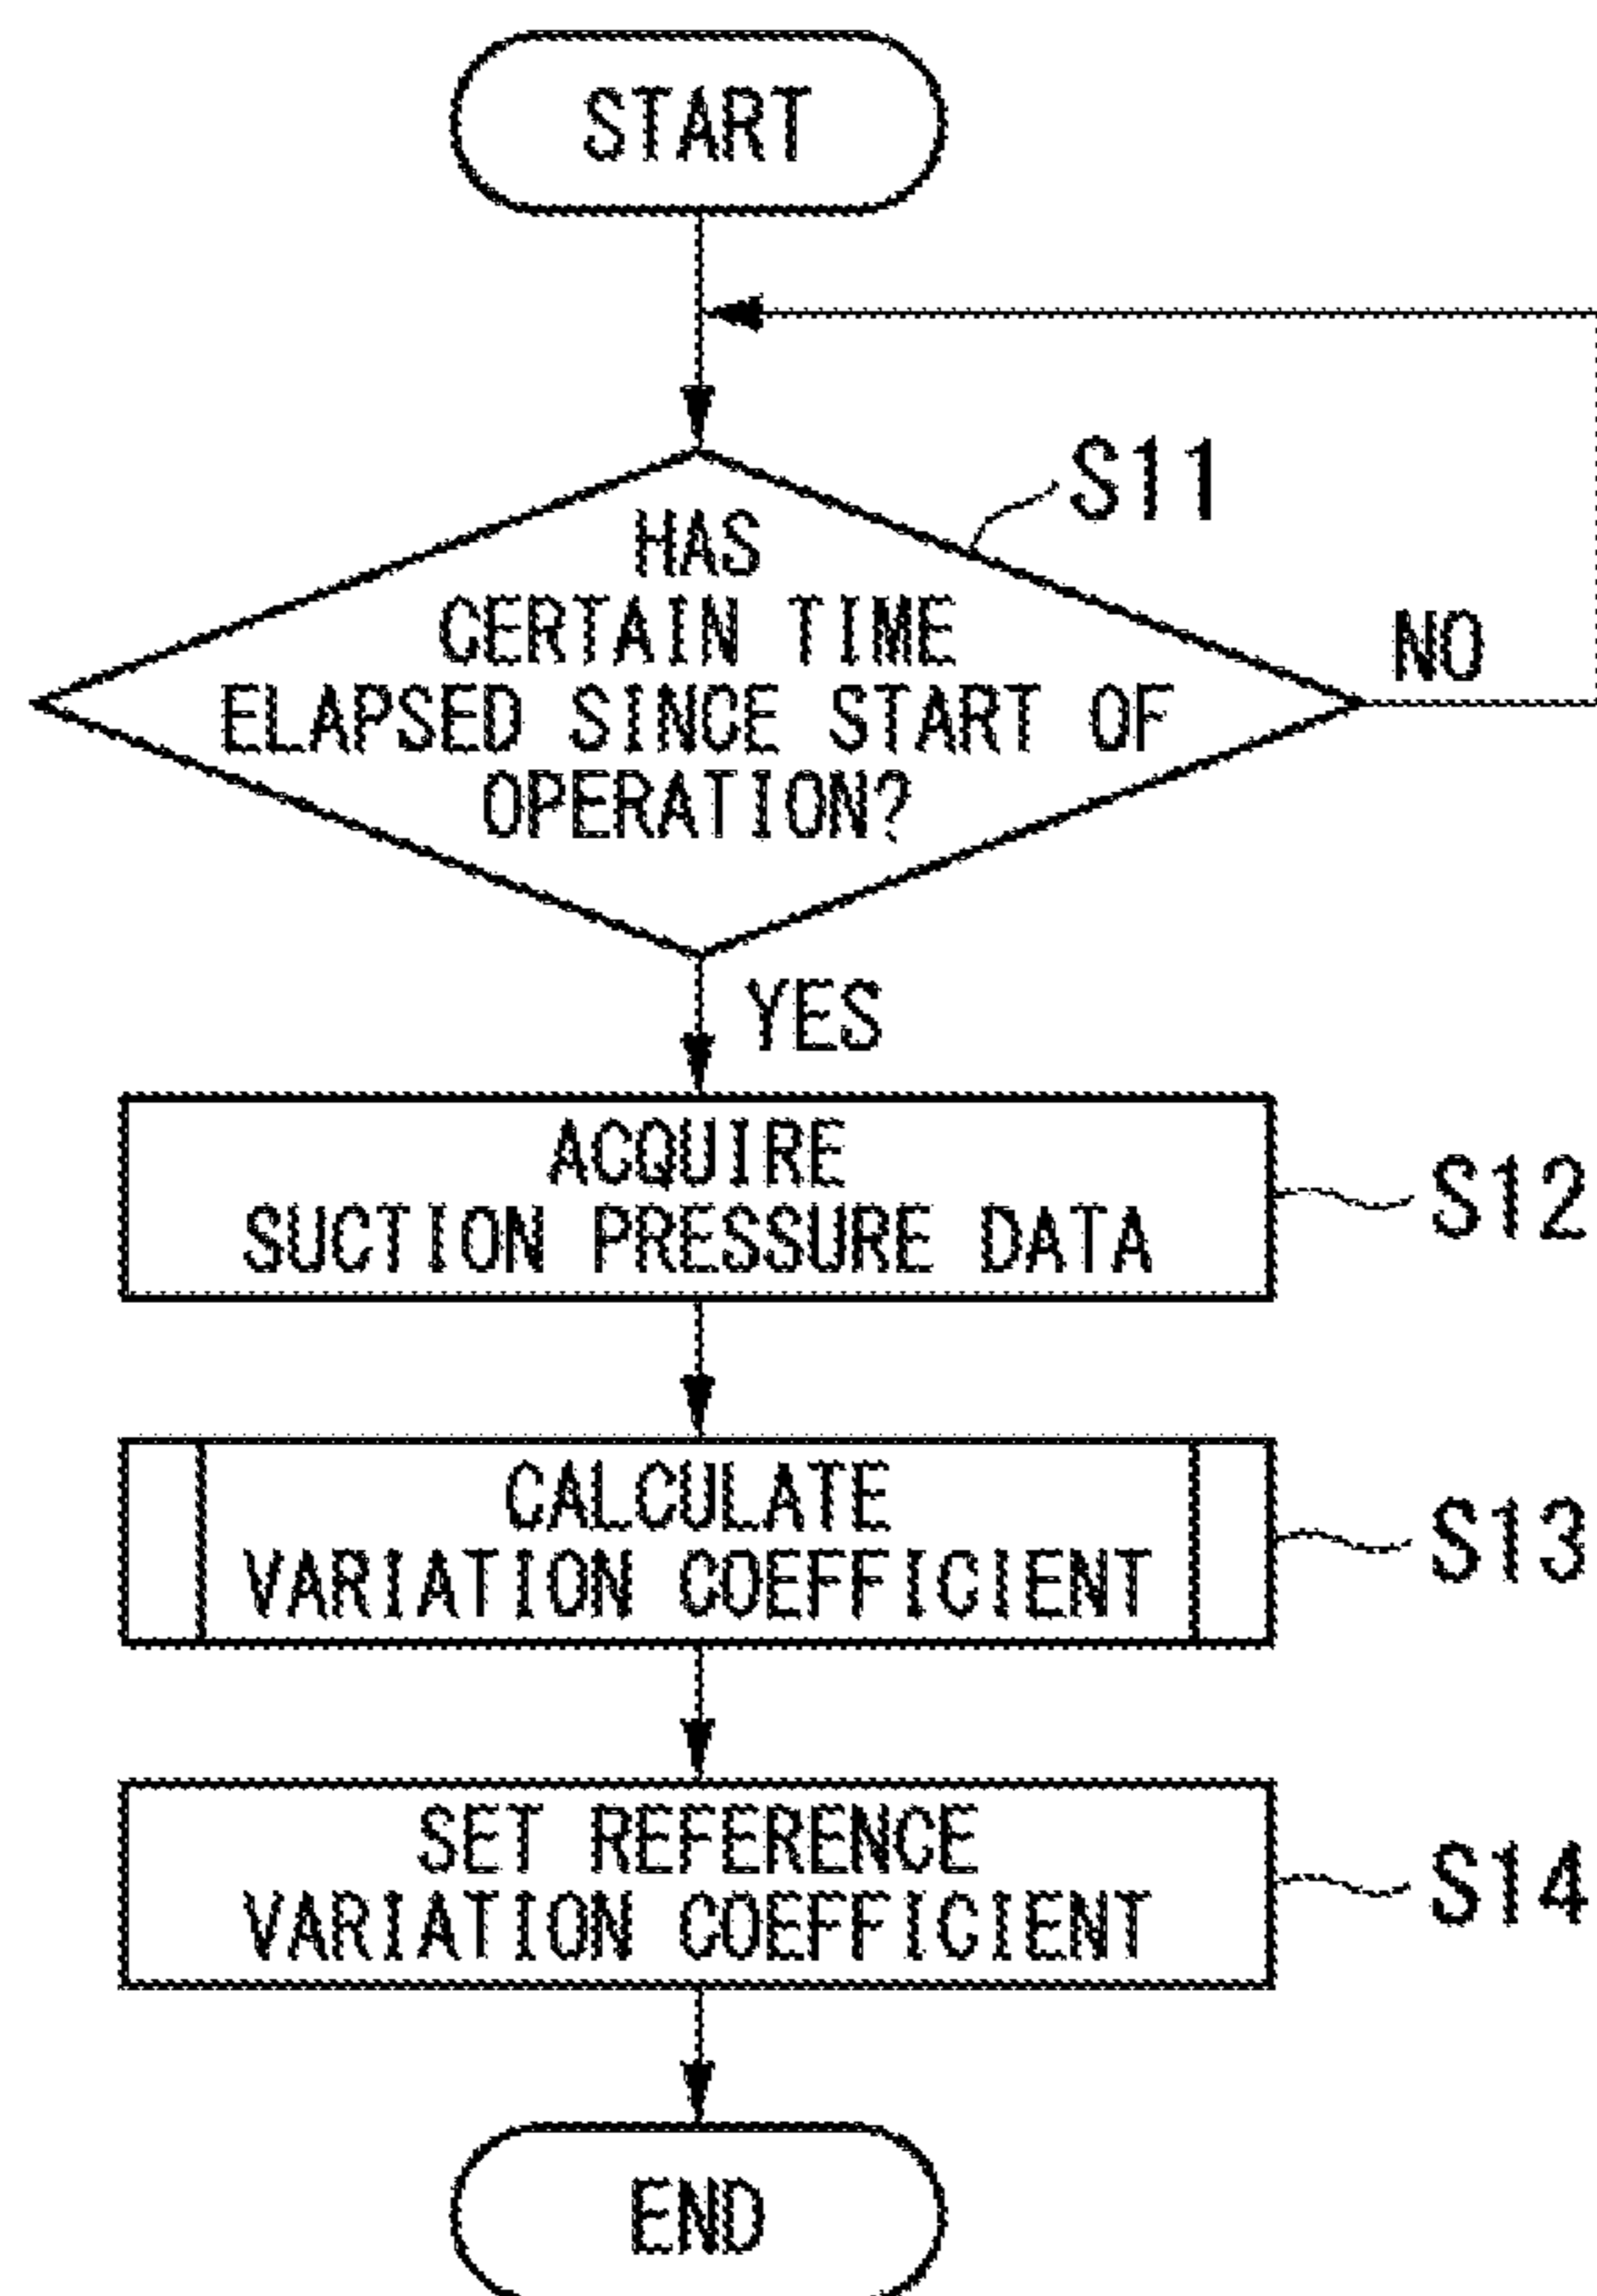 START
S11
HAS
CERTAIN TIME
ELAPSED SINCE START OF
OPERATION?
NO
YES
ACQUIRE
SUCTION PRESSURE DATA
S12
CALCULATE
VARIATION COEFFICIENT
S13
SET REFERENCE
VARIATION COEFFICIENT
S14
END